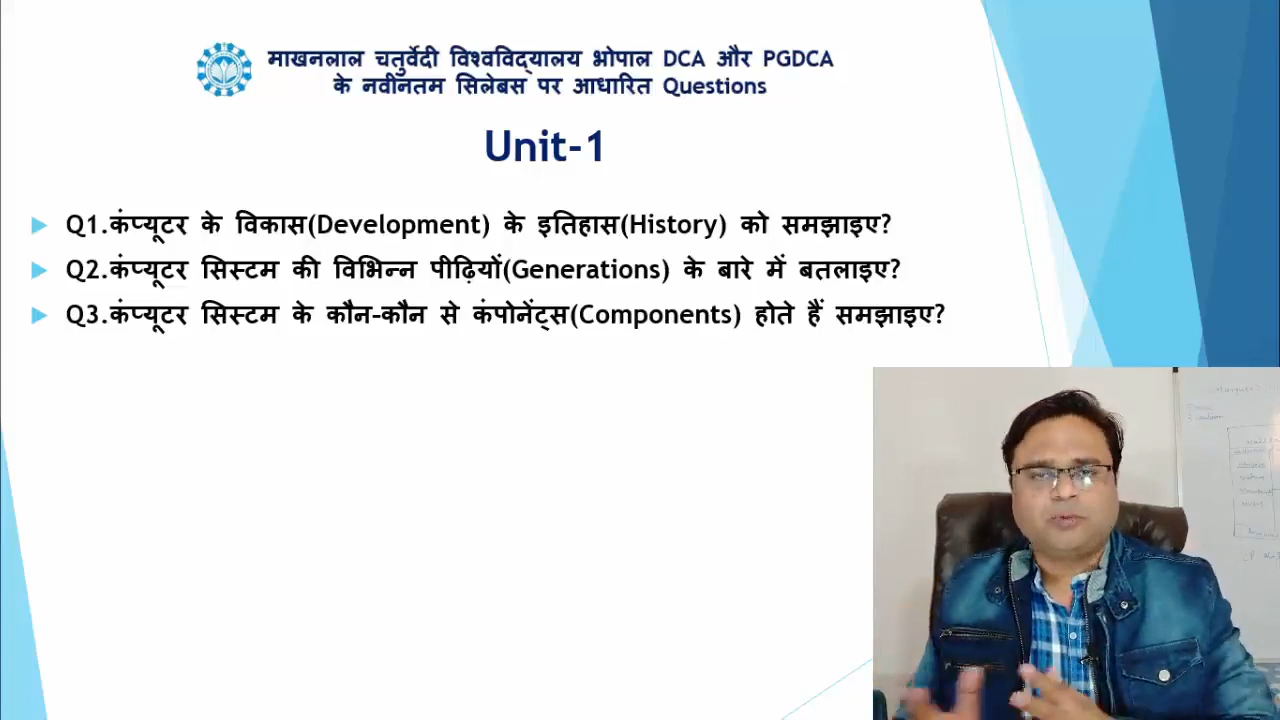 माखनलाल चतुर्वेदी विश्वविद्यालय भोपाल DCA और PGDCA
के नवीनतम सिलेबस पर आधारित Questions
Unit-1
Q1.कंप्यूटर के विकास(Development) के इतिहास(History) को समझाइए?
Q2.कंप्यूटर सिस्टम की विभिन्न पीढ़ियों(Generations) के बारे में बतलाइए?
Q3.कंप्यूटर सिस्टम के कौन-कौन से कंपोनेंट्स(Components) होते हैं समझाइए?